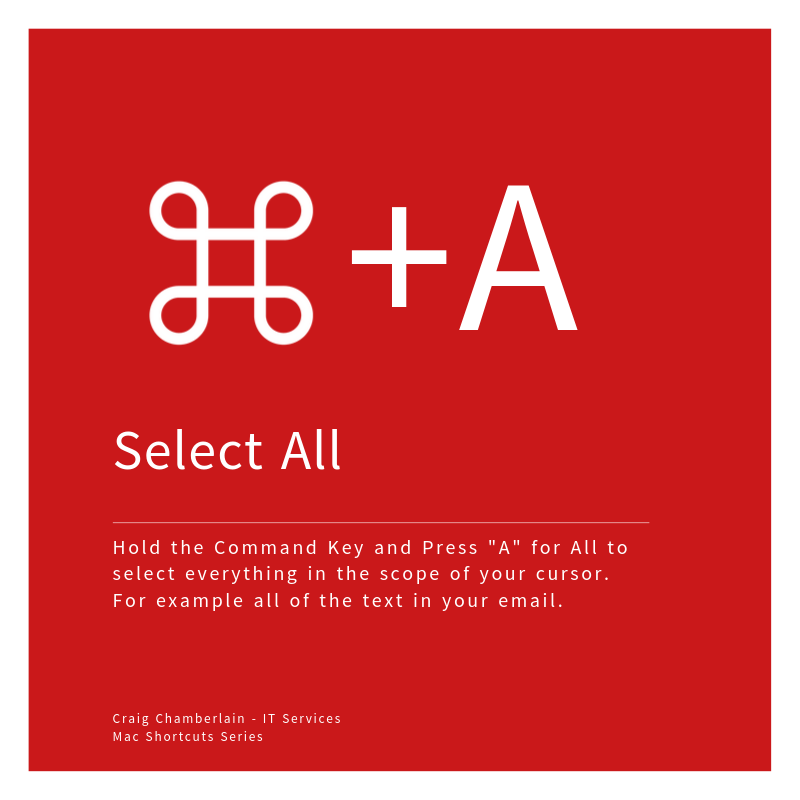 ⌘+A
Select All
Hold the Command Key and Press "A" for All to
select everything in the scope of your cursor.
For example all of the text in your email.
Craig Chamberlain - IT Services
Mac Shortcuts Series